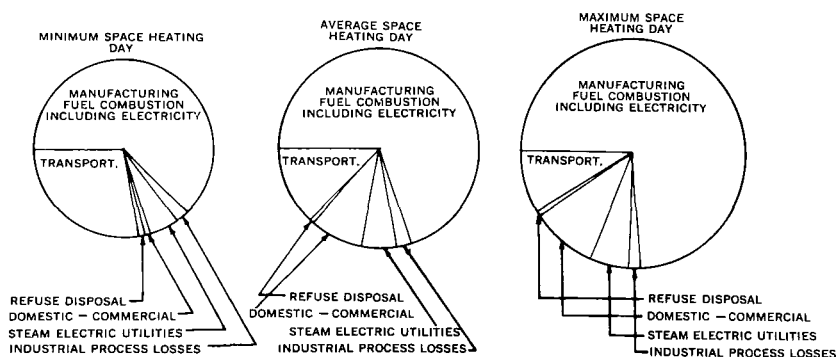 MINIMUM SPACE HEATING
DAY
MANUFACTURING
FUEL COMBUSTION
INCLUDING ELECTRICITY
TRANSPORT.
REFUSE DISPOSAL
DOMESTIC – COMMERCIAL
STEAM ELECTRIC UTILITIES
INDUSTRIAL PROCESS LOSSES
AVERAGE SPACE
HEATING DAY
MANUFACTURING
FUEL COMBUSTION
INCLUDING ELECTRICITY
TRANSPORT.
REFUSE DISPOSAL
DOMESTIC – COMMERCIAL
STEAM ELECTRIC UTILITIES
INDUSTRIAL PROCESS LOSSES
MAXIMUM SPACE
HEATING DAY
MANUFACTURING
FUEL COMBUSTION
INCLUDING ELECTRICITY
TRANSPORT.
REFUSE DISPOSAL
DOMESTIC – COMMERCIAL
STEAM ELECTRIC UTILITIES
INDUSTRIAL PROCESS LOSSES